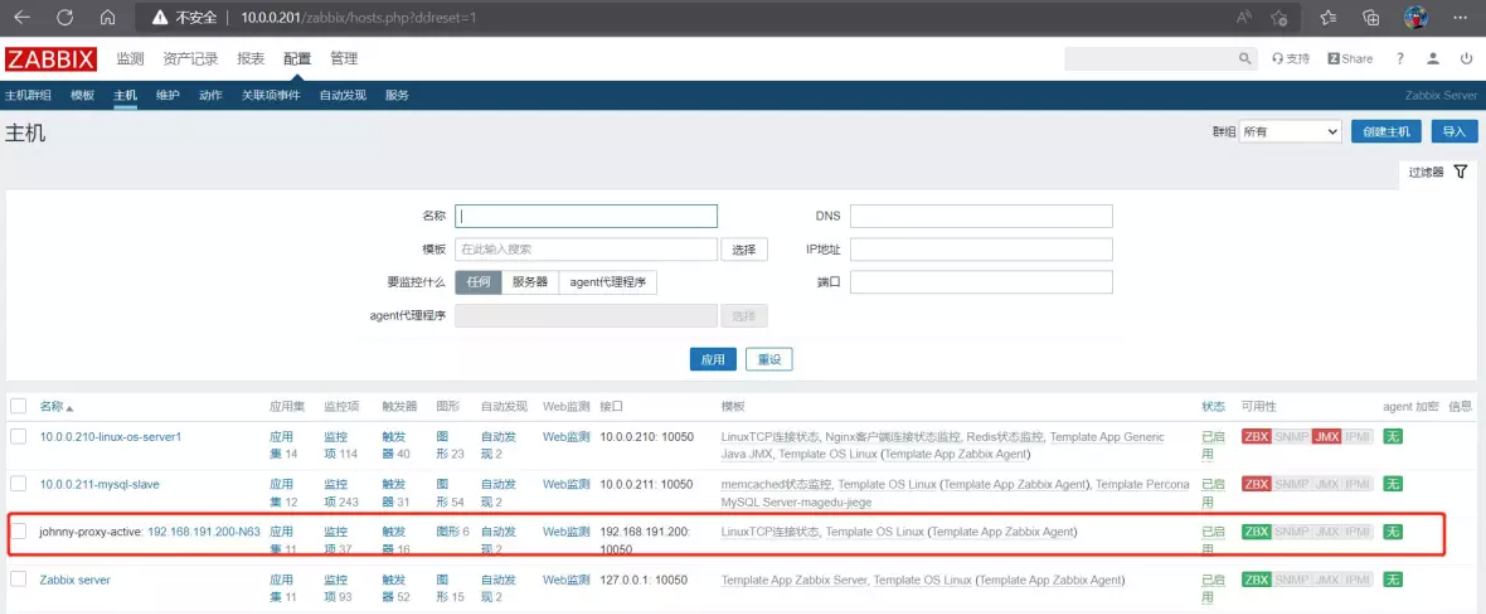 不安全 10.0.0.201/zabbix/hosts.php?ddreset=1
ZABBIX 监测 资产记录 报表 配置 管理 支持 Z Share ?
主机群组 模板 主机 维护 动作 关联项事件 自动发现 服务 Zabbix Server
主机 群组 所有 创建主机 导入
过滤器
名称 DNS
模板 在此输入搜索 选择 IP地址
要监控什么 任何 服务器 agent代理程序 端口
agent代理程序 选择
应用 重设
名称 应用集 监控项 触发器 图形 自动发现 Web监测 接口 模板 状态 可用性 agent 加密 信息
10.0.0.210-linux-os-server1 应用 监控 触发 图 自动发 Web监测 10.0.0.210: 10050 LinuxTCP连接状态, Nginx客户端连接状态监控, Redis状态监控, Template App Generic 已启 ZBX SNMP JMX IPMI 无
集 14 项 114 器 40 形 23 现 2 Java JMX, Template OS Linux (Template App Zabbix Agent) 用
10.0.0.211-mysql-slave 应用 监控 触发 图 自动发 Web监测 10.0.0.211: 10050 memcached状态监控, Template OS Linux (Template App Zabbix Agent), Template Percona 已启 ZBX SNMP JMX IPMI 无
集 12 项 243 器 31 形 54 现 2 MySQL Server-magedu-jiege 用
johnny-proxy-active: 192.168.191.200-N63 应用 监控 触发 图形 6 自动发 Web监测 192.168.191.200: LinuxTCP连接状态, Template OS Linux (Template App Zabbix Agent) 已启 ZBX SNMP JMX IPMI 无
集 11 项 37 器 16 现 2 10050 用
Zabbix server 应用 监控 触发 图 自动发 Web监测 127.0.0.1: 10050 Template App Zabbix Server, Template OS Linux (Template App Zabbix Agent) 已启 ZBX SNMP JMX IPMI 无
集 11 项 93 器 52 形 15 现 2 用